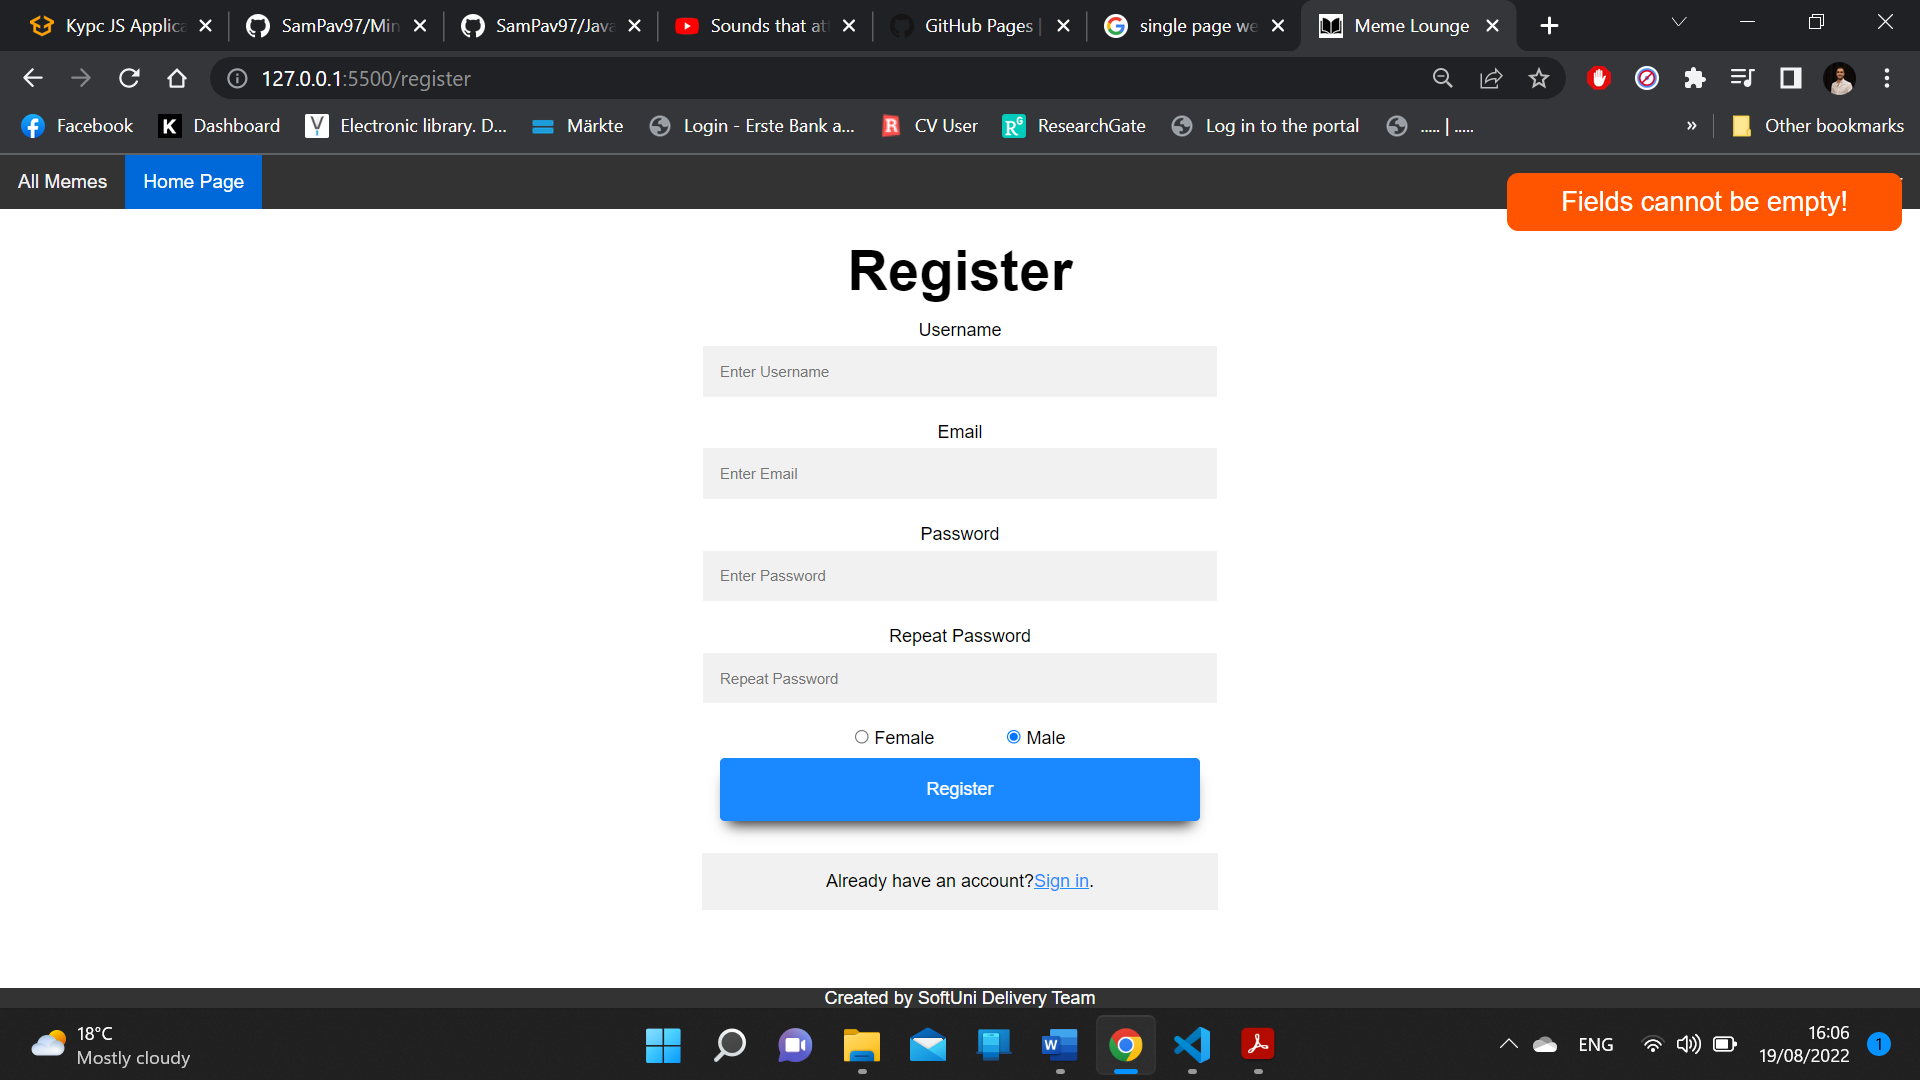 Курс JS Applica
SamPav97/Min
SamPav97/Java
Sounds that att
GitHub Pages |
single page we
Meme Lounge
127.0.0.1:5500/register
Facebook
Dashboard
Electronic library. D...
Märkte
Login - Erste Bank a...
CV User
ResearchGate
Log in to the portal
..... | .....
»
Other bookmarks
All Memes
Home Page
Fields cannot be empty!
Register
Username
Enter Username
Email
Enter Email
Password
Enter Password
Repeat Password
Repeat Password
Female
Male
Register
Already have an account?Sign in.
Created by SoftUni Delivery Team
18°C
Mostly cloudy
ENG
16:06
19/08/2022
1